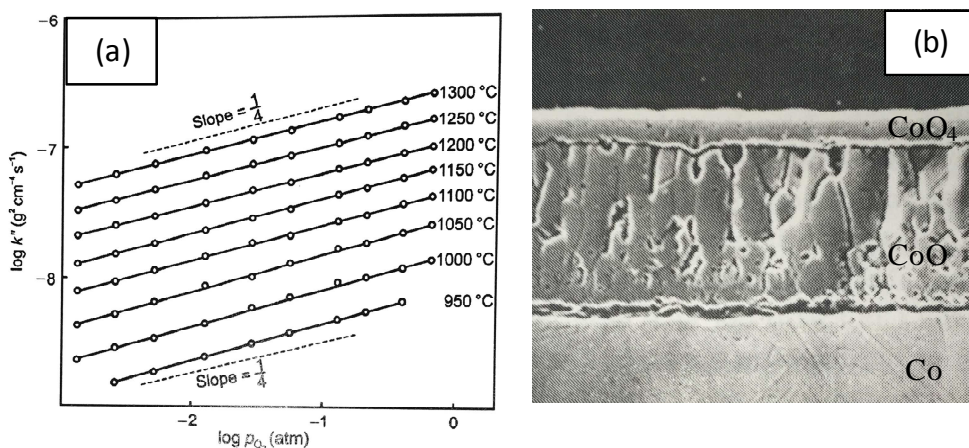 (a)
−6
−7
−8
log k" (g² cm⁻⁴ s⁻¹)
Slope = 1/4
1300 °C
1250 °C
1200 °C
1150 °C
1100 °C
1050 °C
1000 °C
950 °C
Slope = 1/4
−2
−1
0
log pO₂ (atm)
(b)
CoO₄
CoO
Co